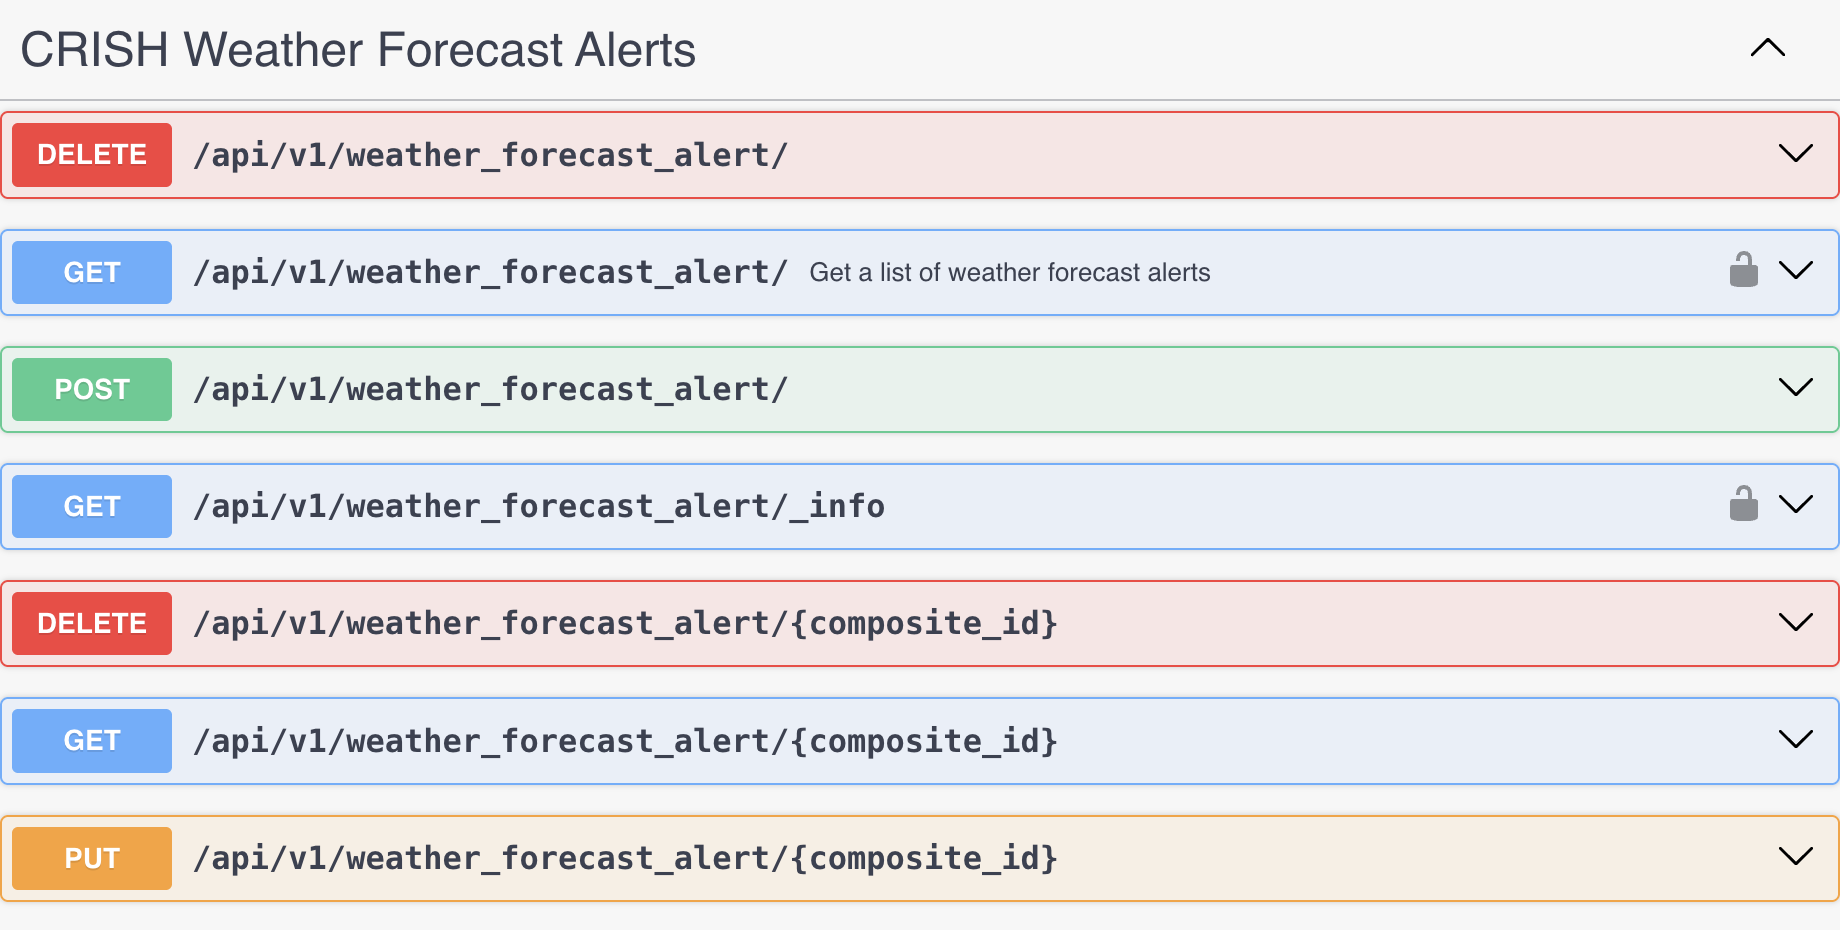 CRISH Weather Forecast Alerts
DELETE /api/v1/weather_forecast_alert/
GET /api/v1/weather_forecast_alert/ Get a list of weather forecast alerts
POST /api/v1/weather_forecast_alert/
GET /api/v1/weather_forecast_alert/_info
DELETE /api/v1/weather_forecast_alert/{composite_id}
GET /api/v1/weather_forecast_alert/{composite_id}
PUT /api/v1/weather_forecast_alert/{composite_id}